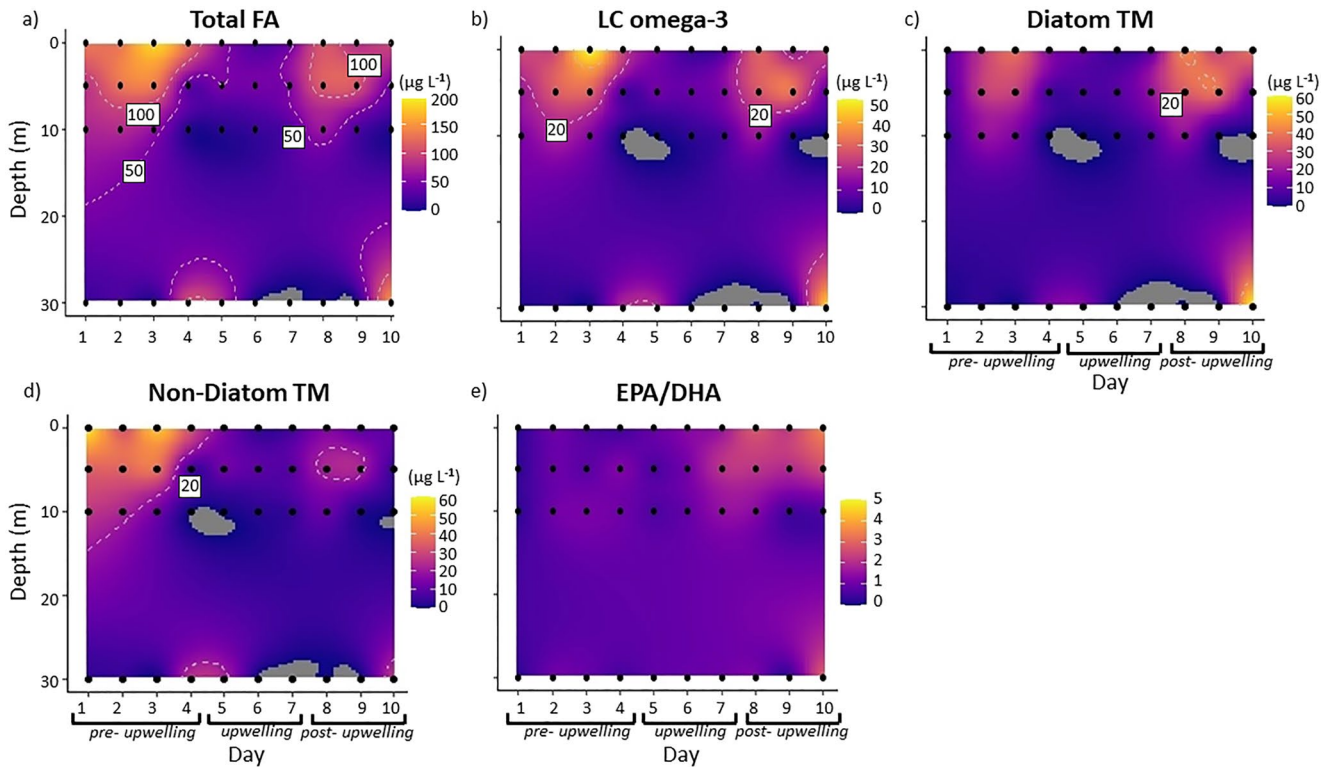 a) Total FA
b) LC omega-3
c) Diatom TM
0
10
20
30
Depth (m)
100
50
50
100
(µg L⁻¹)
200
150
100
50
0
1 2 3 4 5 6 7 8 9 10
20
20
(µg L⁻¹)
50
40
30
20
10
0
1 2 3 4 5 6 7 8 9 10
20
(µg L⁻¹)
60
50
40
30
20
10
0
1 2 3 4 5 6 7 8 9 10
pre- upwelling upwelling post- upwelling
Day
d) Non-Diatom TM
e) EPA/DHA
0
10
20
30
Depth (m)
20
(µg L⁻¹)
60
50
40
30
20
10
0
1 2 3 4 5 6 7 8 9 10
pre- upwelling upwelling post- upwelling
Day
5
4
3
2
1
0
1 2 3 4 5 6 7 8 9 10
pre- upwelling upwelling post- upwelling
Day